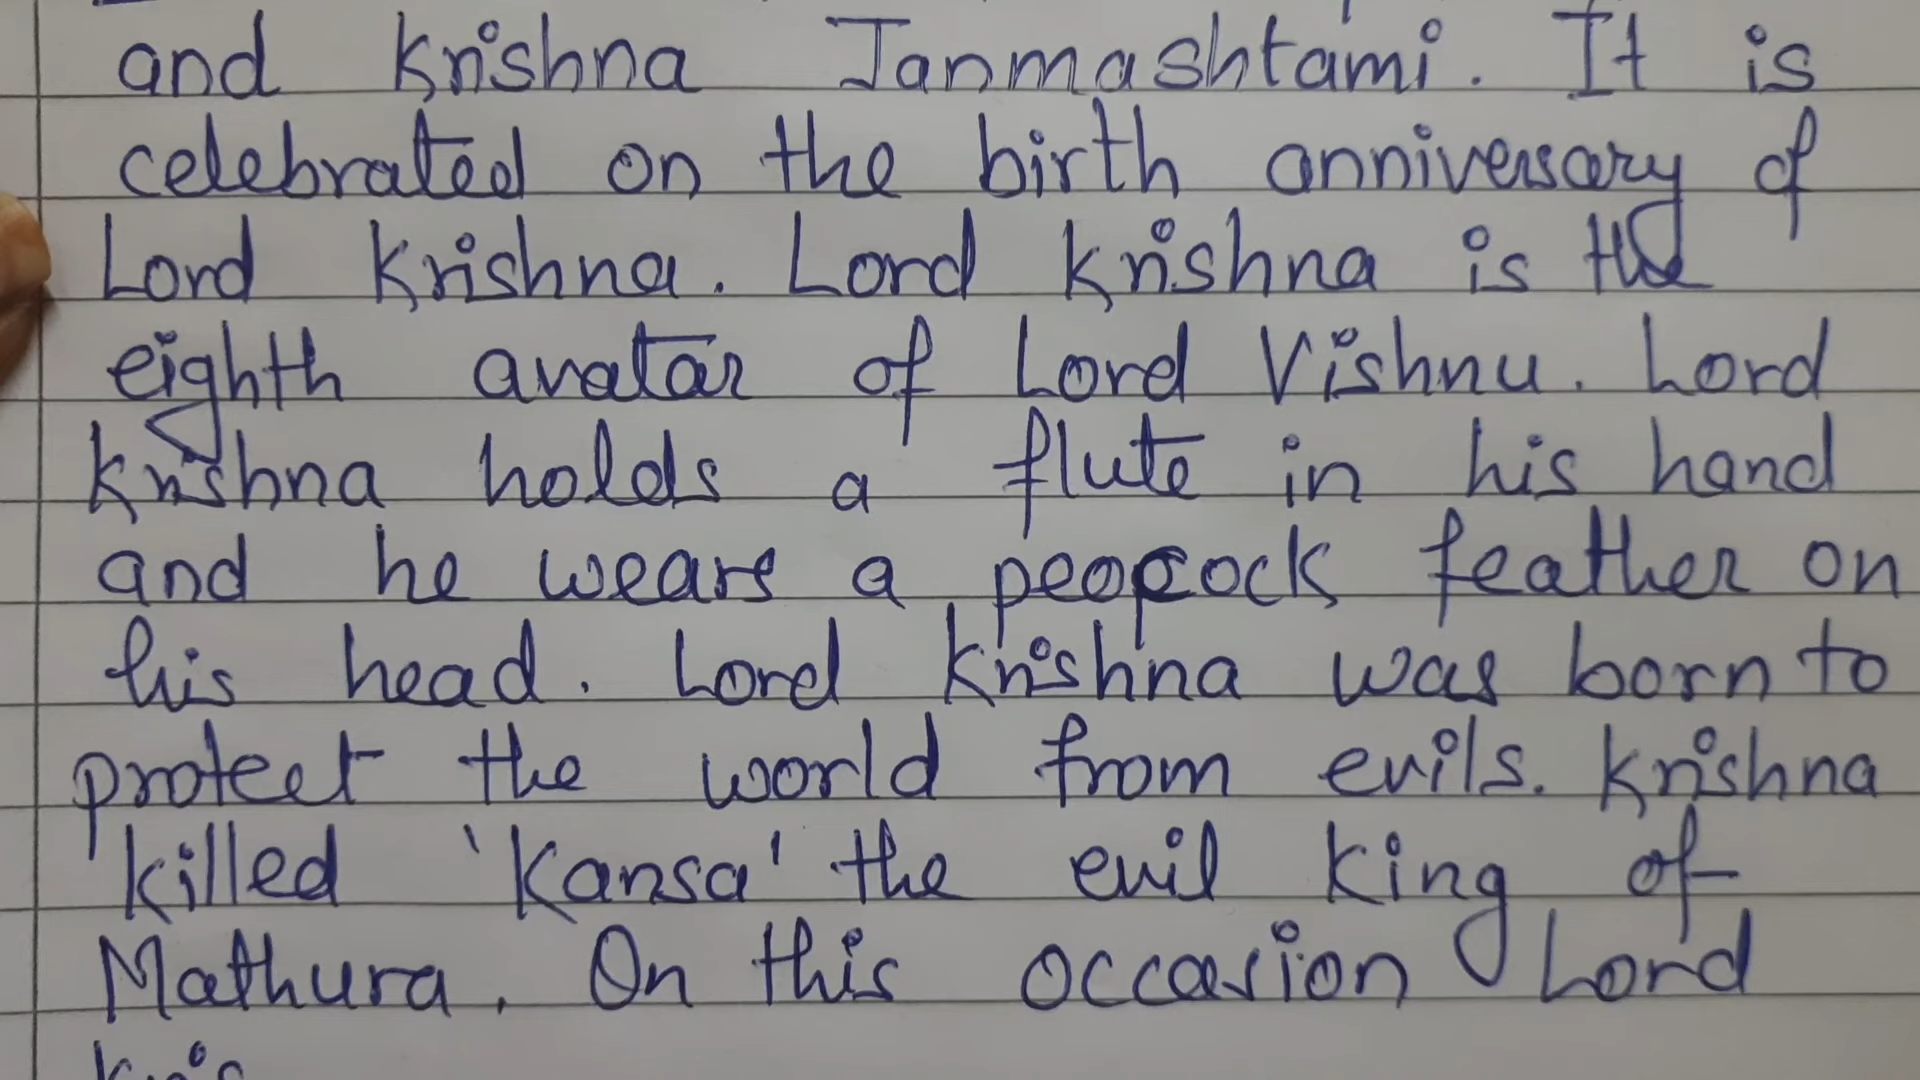 and Krishna Janmashtami. It is
celebrated on the birth anniversary of
Lord Krishna. Lord Krishna is the
eighth avatar of Lord Vishnu. Lord
Krishna holds a flute in his hand
and he wears a peacock feather on
his head. Lord Krishna was born to
protect the world from evils. Krishna
killed 'Kansa' the evil king of
Mathura. On this occasion Lord